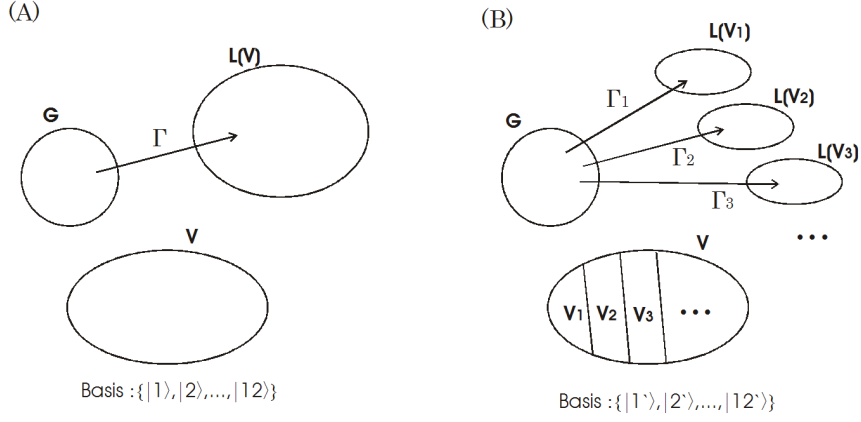 (A)
L(V)
G
Γ
V
Basis :{|1⟩,|2⟩,...,|12⟩}
(B)
L(V1)
Γ1
L(V2)
G
Γ2
L(V3)
Γ3
...
V
V1 V2 V3 ...
Basis :{|1`⟩,|2`⟩,...,|12`⟩}